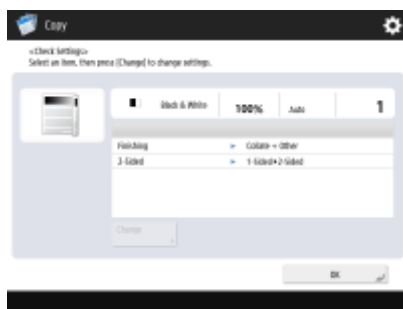 Copy
<Check Settings>
Select an item, then press [Change] to change settings.
Black & White
100%
Auto
1
Finishing ► Collate + Other
2-Sided ► 1-Sided▸2-Sided
Change
OK